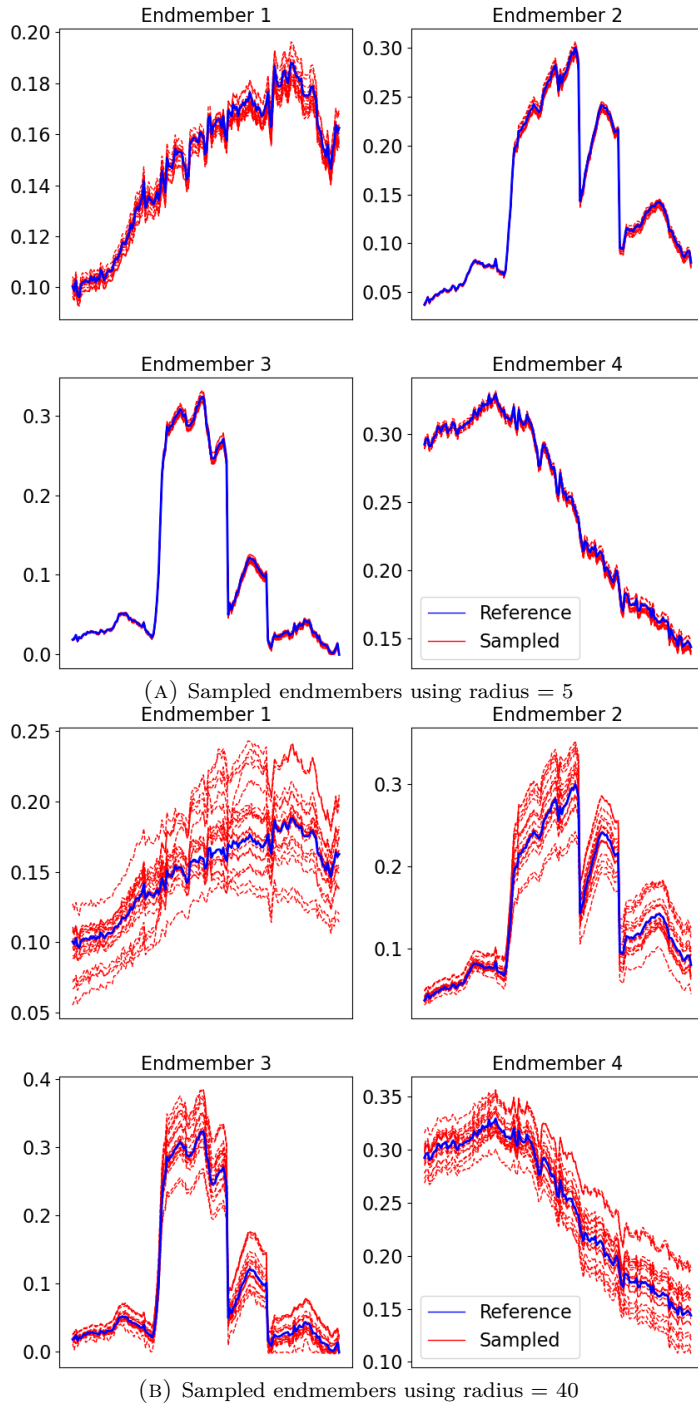 Endmember 1
Endmember 2
0.20
0.18
0.16
0.14
0.12
0.10
0.30
0.25
0.20
0.15
0.10
0.05
Endmember 3
Endmember 4
0.3
0.2
0.1
0.0
0.30
0.25
0.20
0.15
Reference
Sampled
(A) Sampled endmembers using radius = 5
Endmember 1
Endmember 2
0.25
0.20
0.15
0.10
0.05
0.3
0.2
0.1
Endmember 3
Endmember 4
0.4
0.3
0.2
0.1
0.0
0.35
0.30
0.25
0.20
0.15
0.10
Reference
Sampled
(B) Sampled endmembers using radius = 40